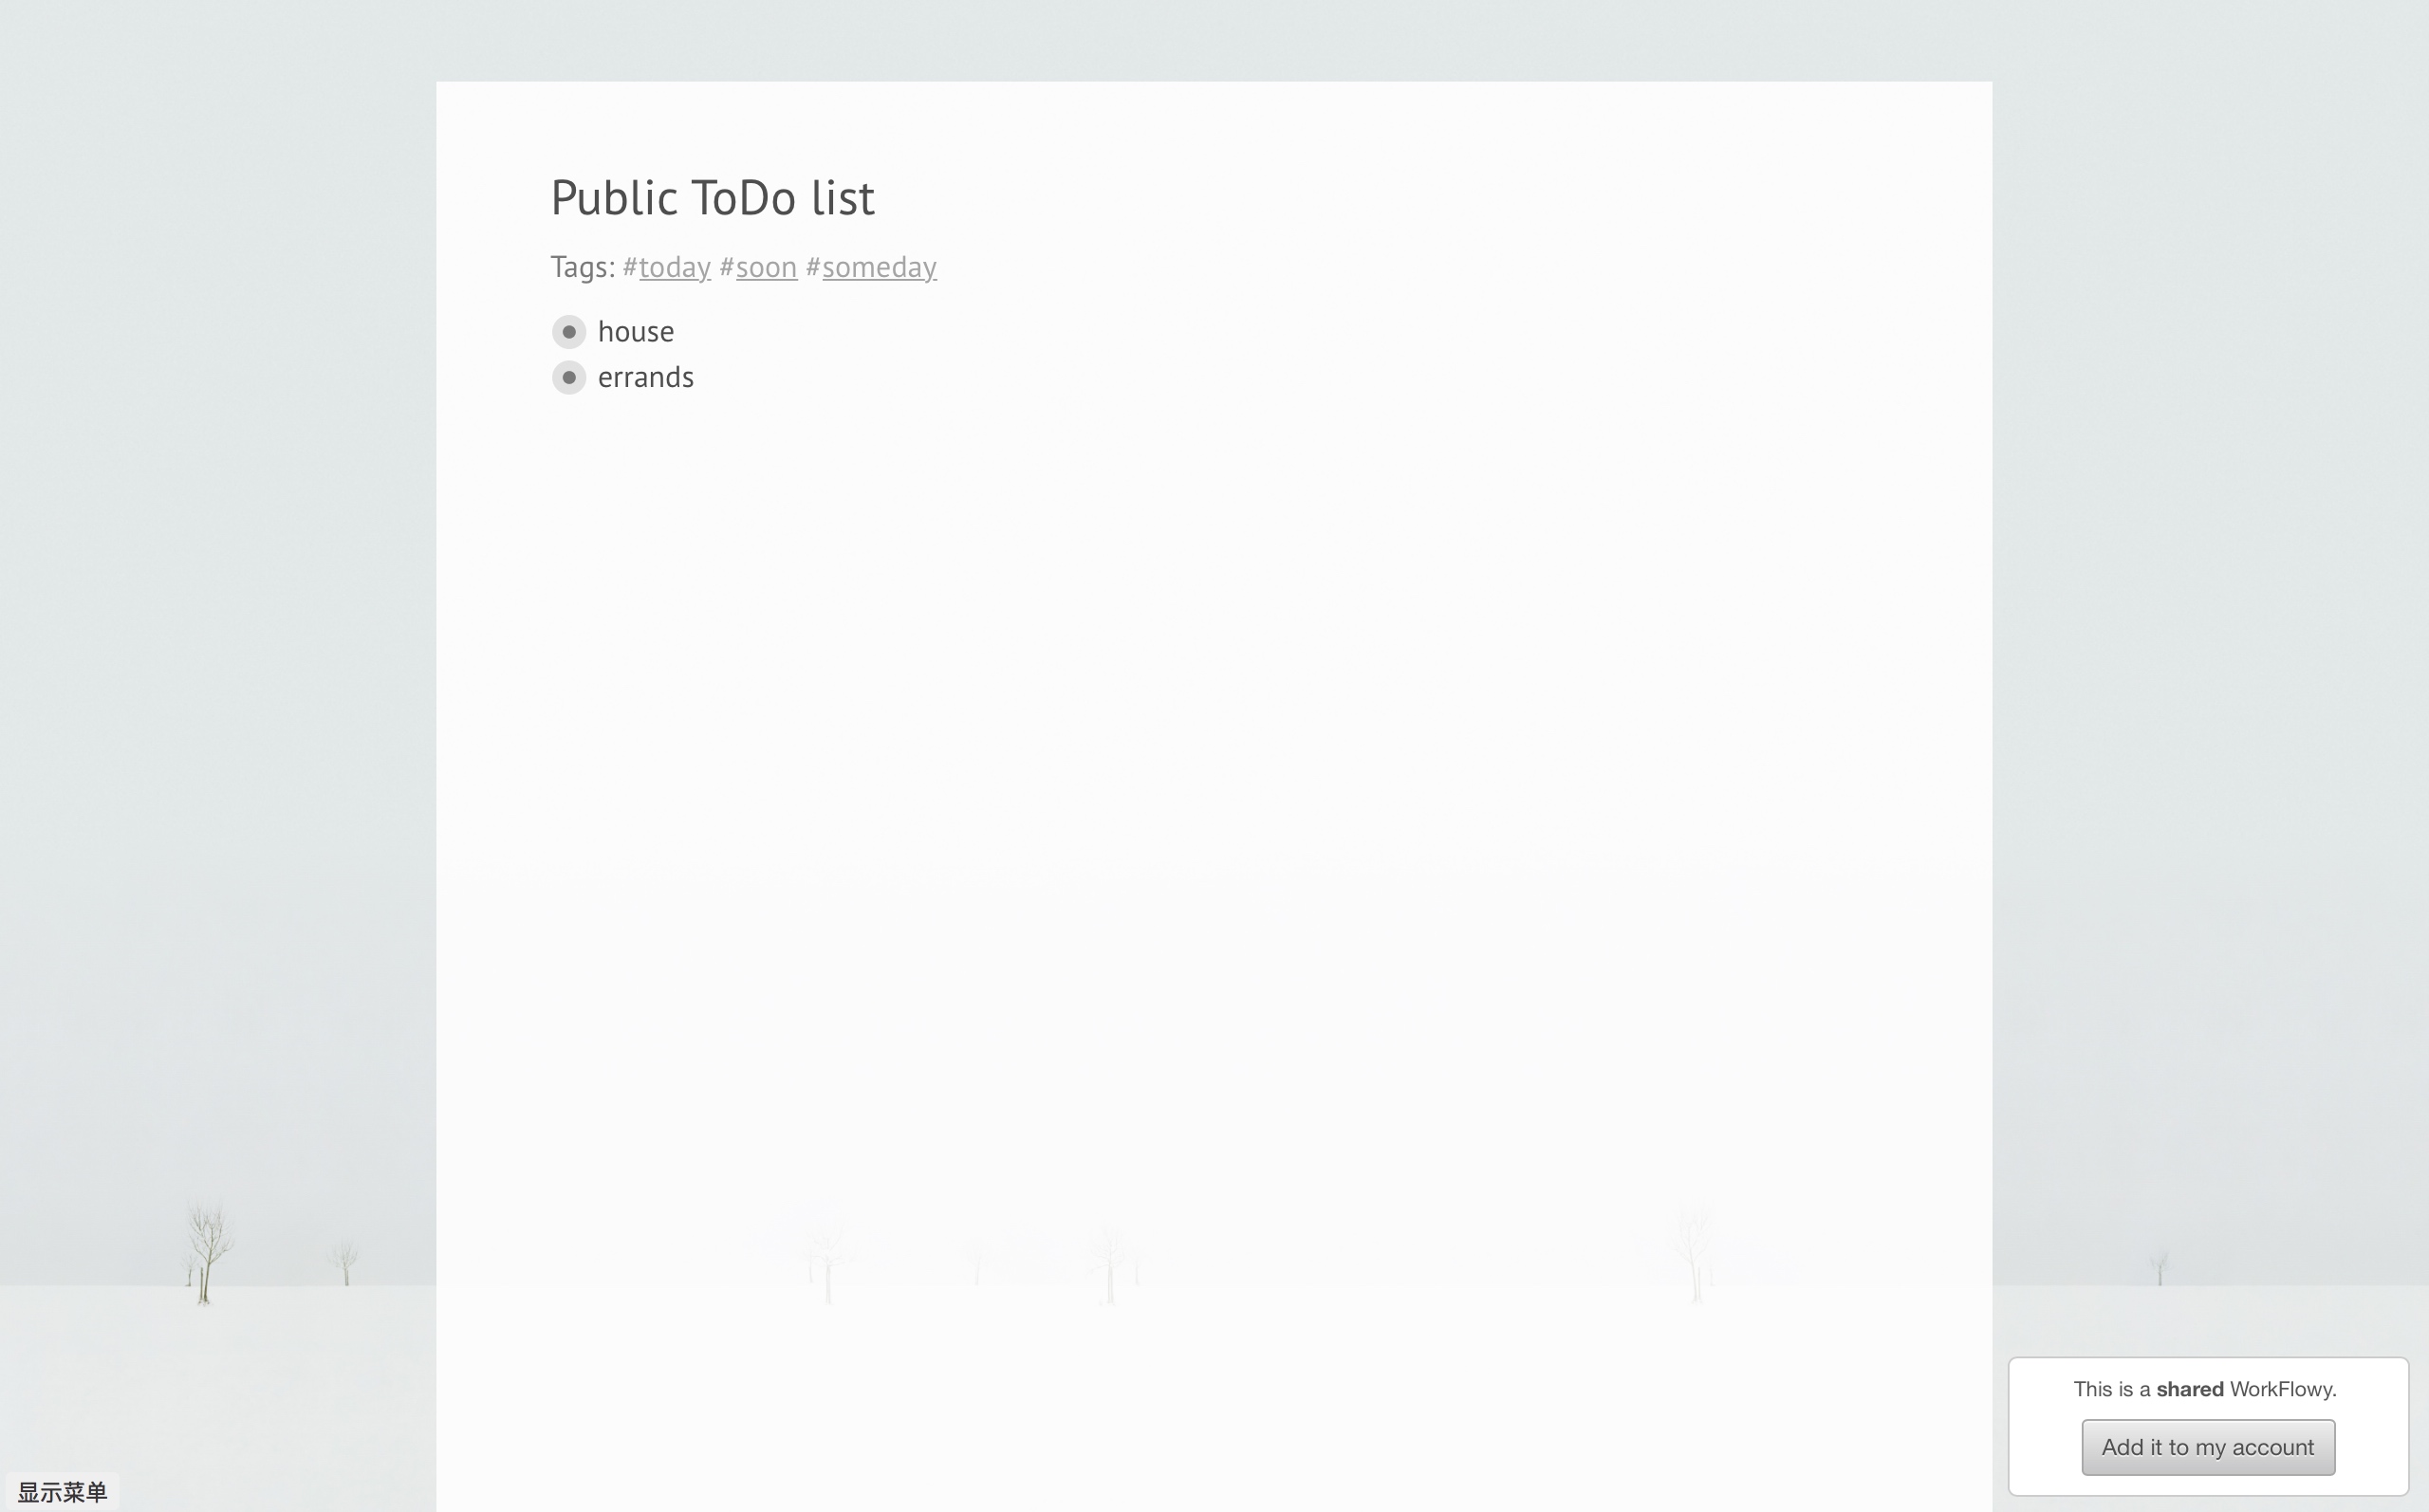 Public ToDo list
Tags: #today #soon #someday
house
errands
This is a shared WorkFlowy.
Add it to my account
显示菜单